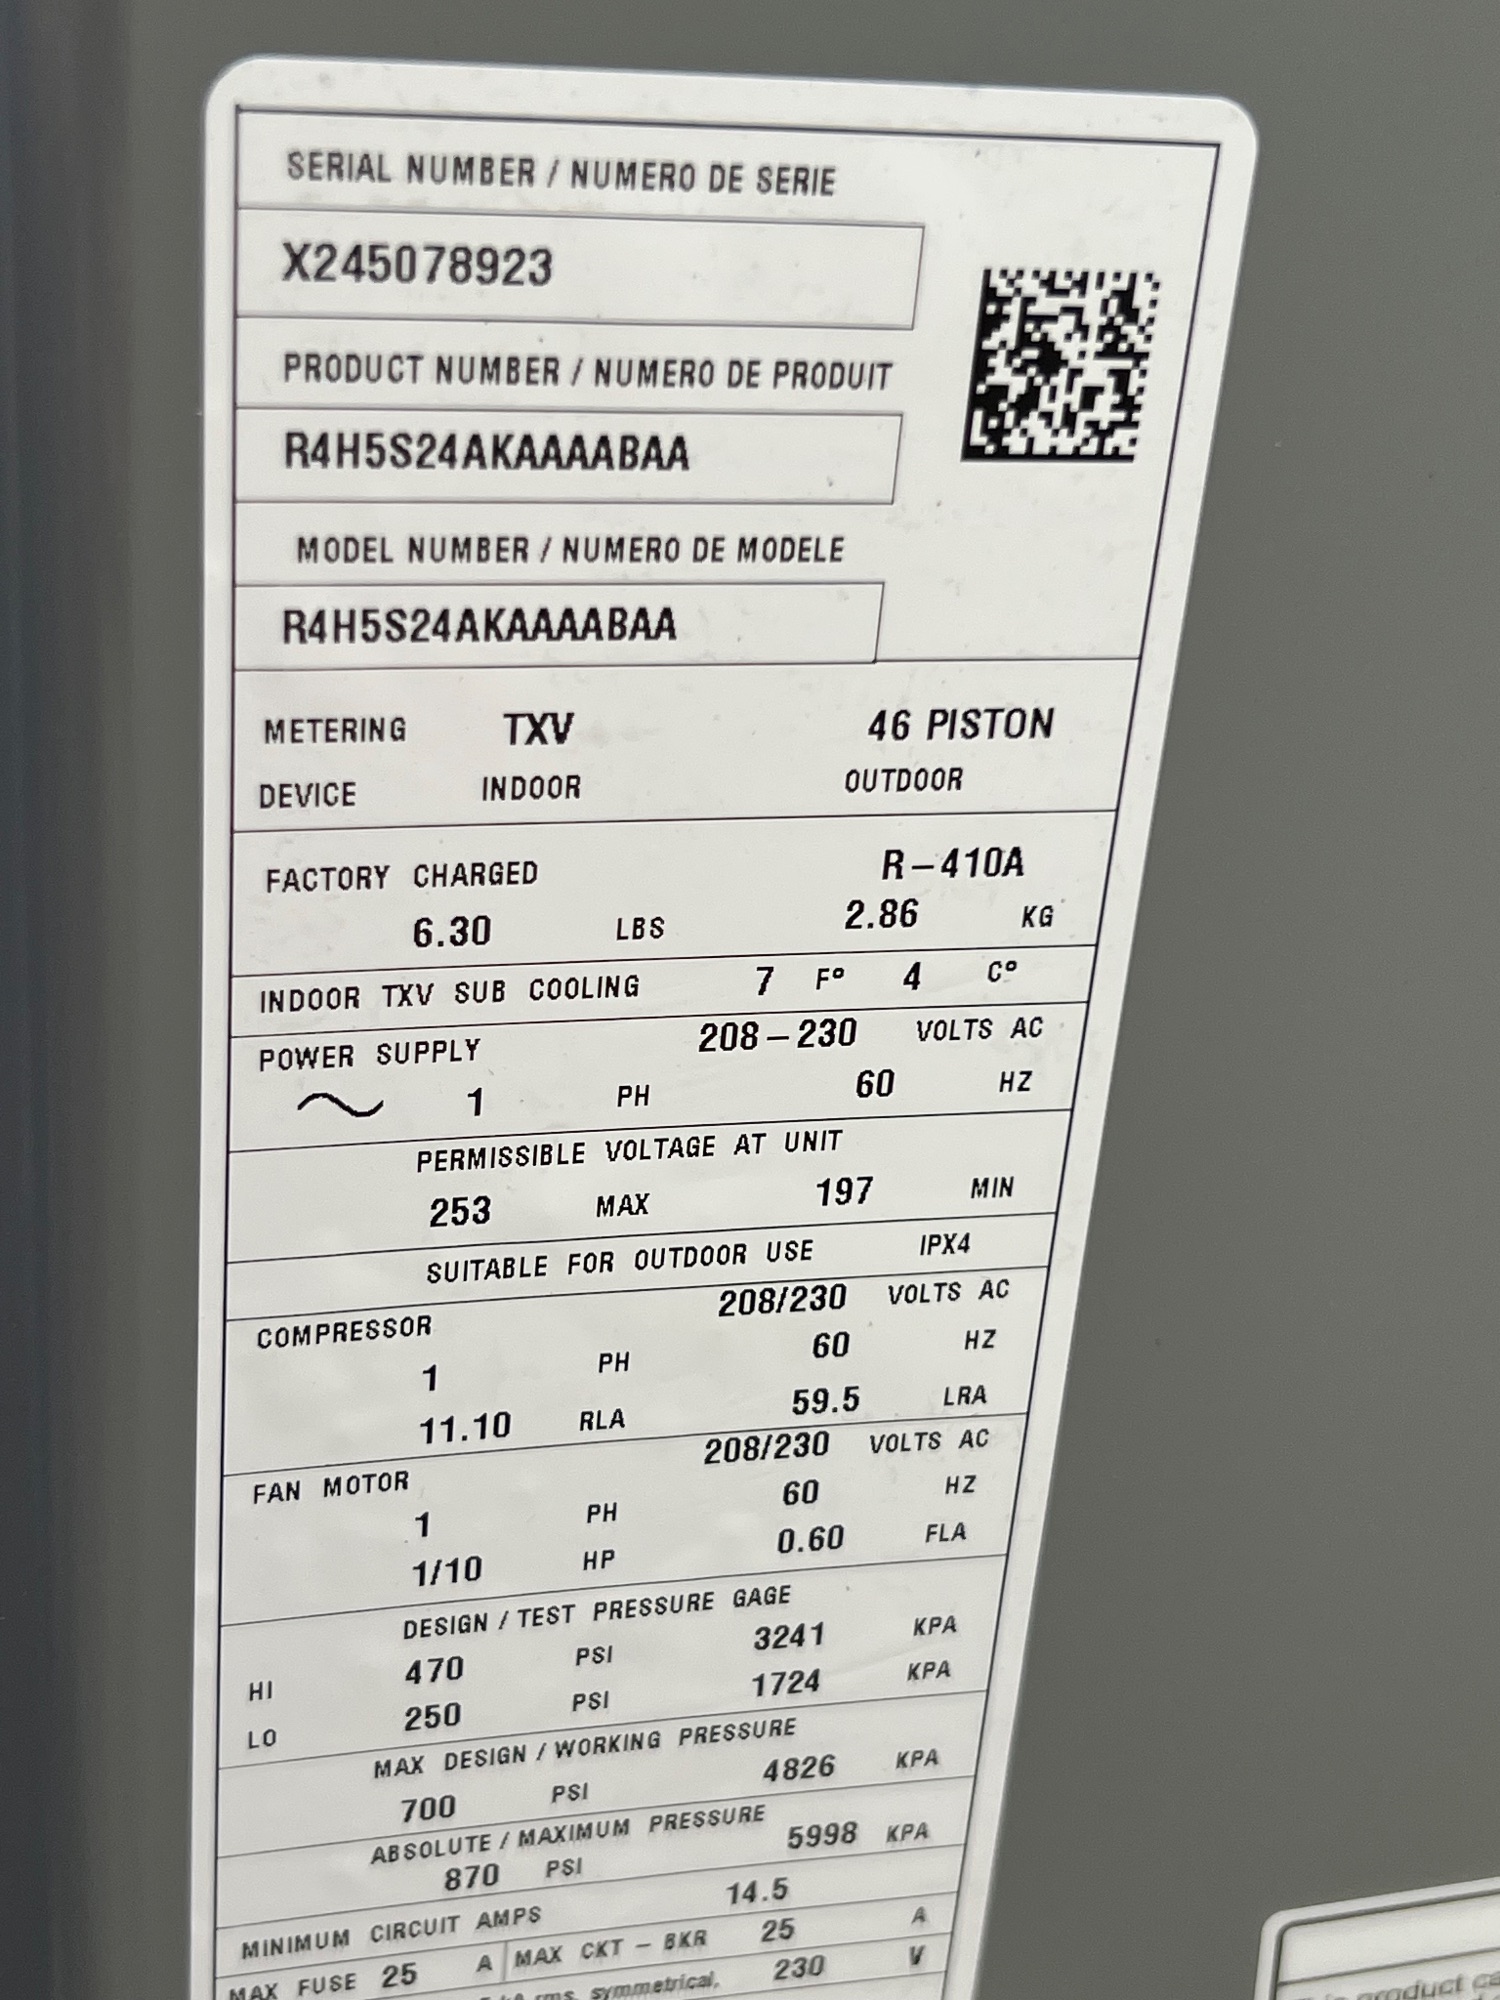 SERIAL NUMBER / NUMERO DE SERIE
X245078923
PRODUCT NUMBER / NUMERO DE PRODUIT
R4H5S24AKAAAABAA
MODEL NUMBER / NUMERO DE MODELE
R4H5S24AKAAAABAA
METERING TXV 46 PISTON
DEVICE INDOOR OUTDOOR
FACTORY CHARGED R-410A
6.30 LBS 2.86 KG
INDOOR TXV SUB COOLING 7 F° 4 C°
POWER SUPPLY 208-230 VOLTS AC
1 PH 60 HZ
PERMISSIBLE VOLTAGE AT UNIT
253 MAX 197 MIN
SUITABLE FOR OUTDOOR USE IPX4
COMPRESSOR 208/230 VOLTS AC
1 PH 60 HZ
11.10 RLA 59.5 LRA
FAN MOTOR 208/230 VOLTS AC
1 PH 60 HZ
1/10 HP 0.60 FLA
DESIGN / TEST PRESSURE GAGE
HI 470 PSI 3241 KPA
LO 250 PSI 1724 KPA
MAX DESIGN / WORKING PRESSURE
700 PSI 4826 KPA
ABSOLUTE / MAXIMUM PRESSURE
870 PSI 5998 KPA
MINIMUM CIRCUIT AMPS 14.5
MAX FUSE 25 A MAX CKT - BKR 25 A
rms, symmetrical, 230 V
product